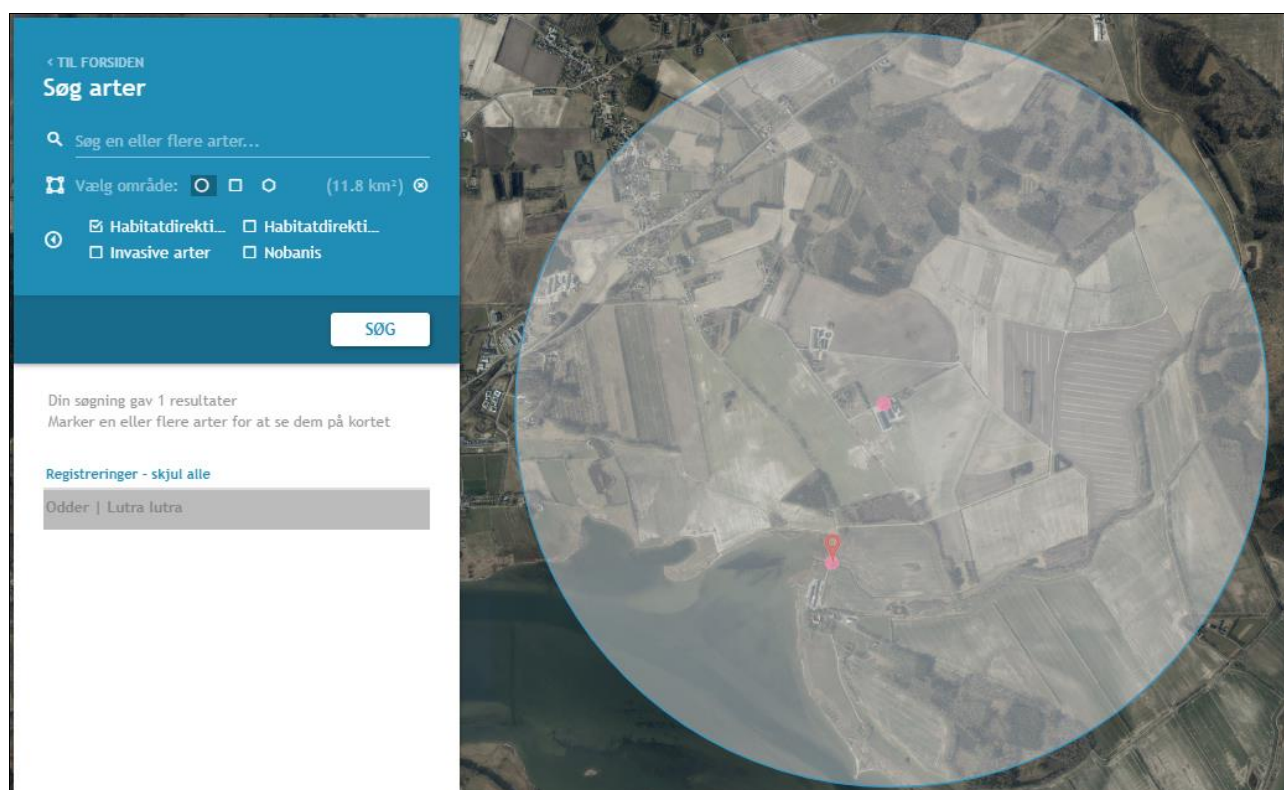 ‹ TIL FORSIDEN
Søg arter
Søg en eller flere arter...
Vælg område: (11.8 km²)
Habitatdirekti... Habitatdirekti...
Invasive arter Nobanis
SØG
Din søgning gav 1 resultater
Marker en eller flere arter for at se dem på kortet
Registreringer - skjul alle
Odder | Lutra lutra